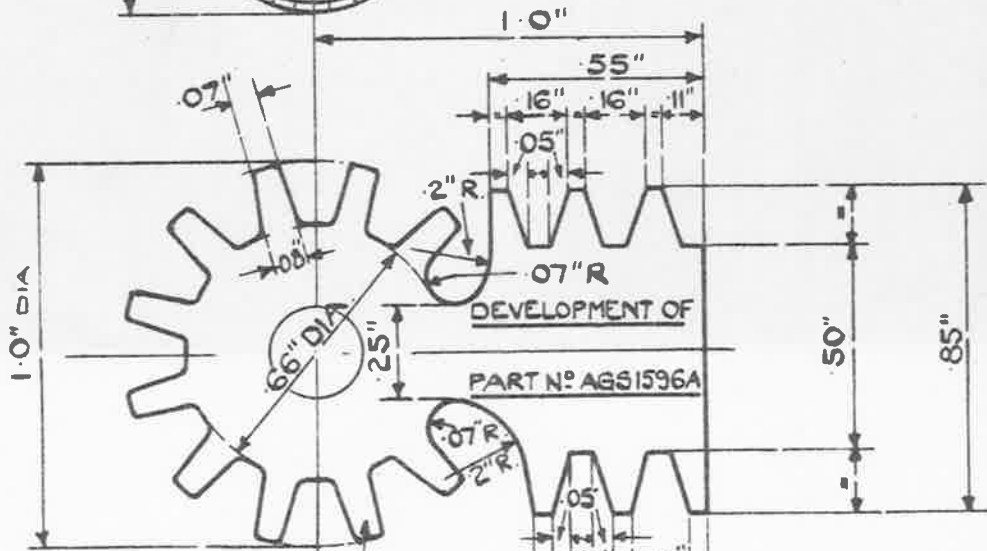 1·0"
·55"
·07"
·16" ·16" ·11"
·05"
·2" R.
·08"
·07" R
1·0" DIA
·66" DIA.
·25"
DEVELOPMENT OF
·50"
·85"
PART Nº AGS1596A
·07" R.
·2" R.
·05"